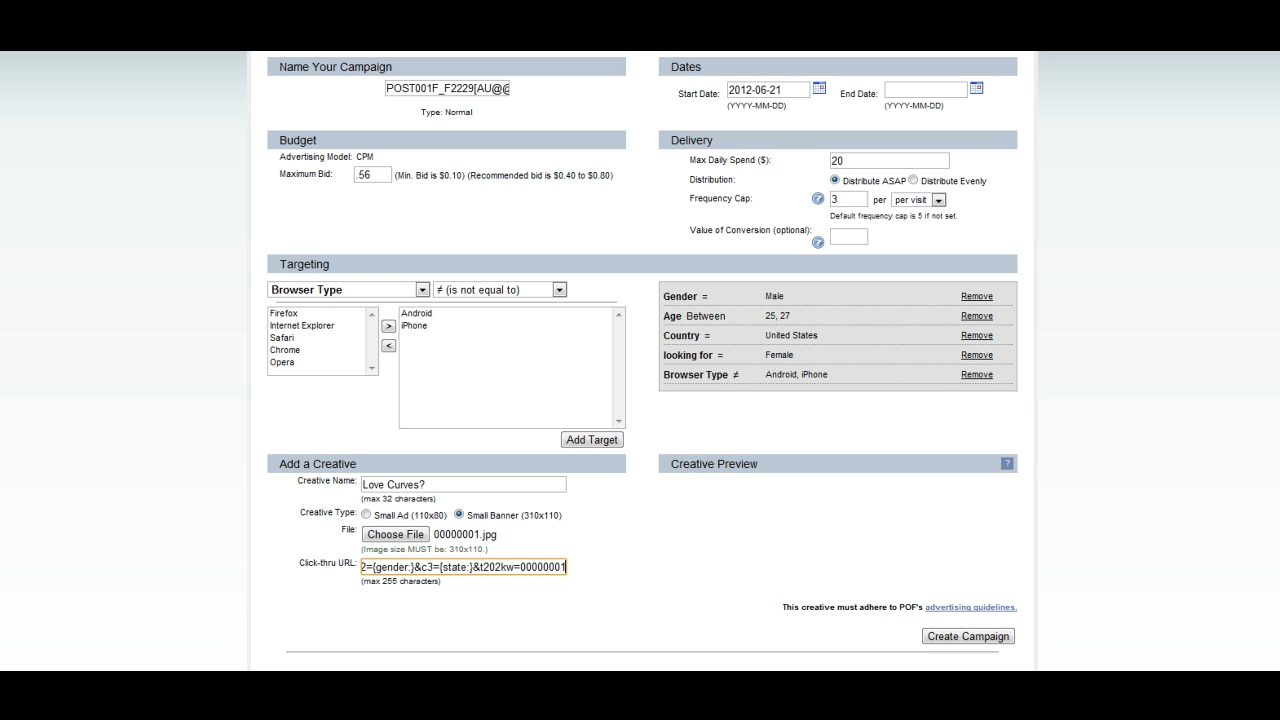 Name Your Campaign
POST001F_F2229[AU@@
Type: Normal
Dates
Start Date: 2012-06-21 End Date:
(YYYY-MM-DD) (YYYY-MM-DD)
Budget
Advertising Model: CPM
Maximum Bid: .56 (Min. Bid is $0.10) (Recommended bid is $0.40 to $0.80)
Delivery
Max Daily Spend ($): 20
Distribution: Distribute ASAP Distribute Evenly
Frequency Cap: ? 3 per per visit
Default frequency cap is 5 if not set.
Value of Conversion (optional):
?
Targeting
Browser Type ≠ (is not equal to)
Firefox
Internet Explorer
Safari
Chrome
Opera
>
<
Android
iPhone
Add Target
Gender = Male Remove
Age Between 25, 27 Remove
Country = United States Remove
looking for = Female Remove
Browser Type ≠ Android, iPhone Remove
Add a Creative
Creative Name: Love Curves?
(max 32 characters)
Creative Type: Small Ad (110x80) Small Banner (310x110)
File: Choose File 00000001.jpg
(Image size MUST be: 310x110.)
Click-thru URL: 2={gender:}&c3={state:}&t202kw=00000001
(max 255 characters)
Creative Preview ?
This creative must adhere to POF's advertising guidelines.
Create Campaign